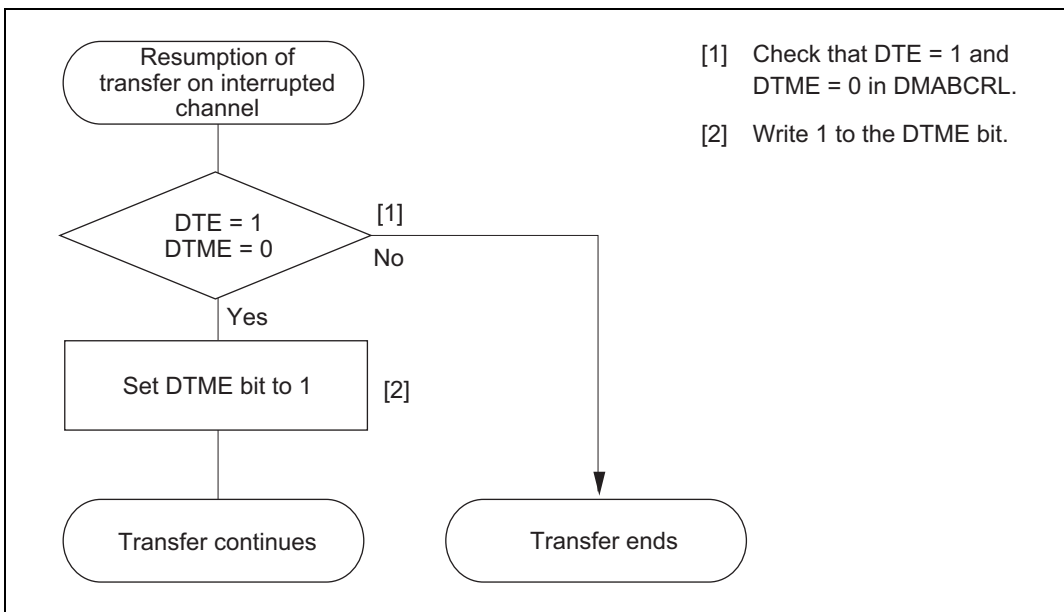 Resumption of
transfer on interrupted
channel
DTE = 1
DTME = 0
[1]
No
Yes
Set DTME bit to 1
[2]
Transfer continues
Transfer ends
[1] Check that DTE = 1 and
DTME = 0 in DMABCRL.
[2] Write 1 to the DTME bit.